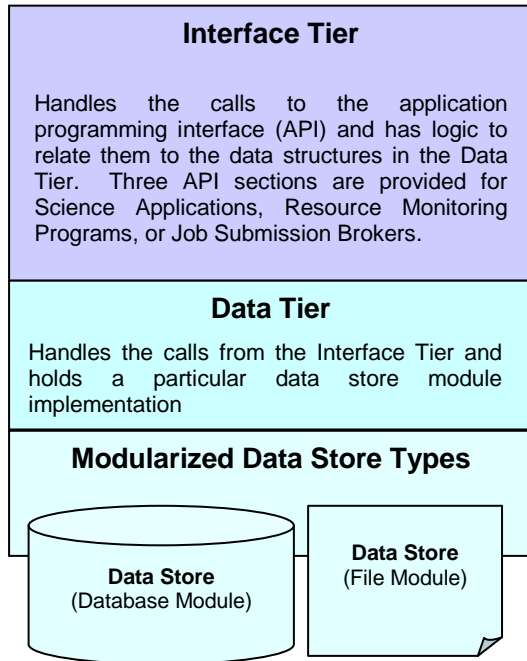 Interface Tier
Handles the calls to the application
programming interface (API) and has logic to
relate them to the data structures in the Data
Tier. Three API sections are provided for
Science Applications, Resource Monitoring
Programs, or Job Submission Brokers.
Data Tier
Handles the calls from the Interface Tier and
holds a particular data store module
implementation
Modularized Data Store Types
Data Store
(Database Module)
Data Store
(File Module)